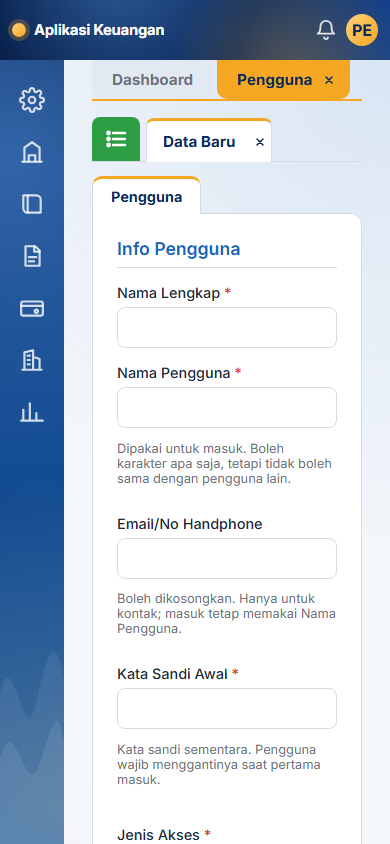 Aplikasi Keuangan
PE
Dashboard
Pengguna ×
Data Baru ×
Pengguna
Info Pengguna
Nama Lengkap *
Nama Pengguna *
Dipakai untuk masuk. Boleh
karakter apa saja, tetapi tidak boleh
sama dengan pengguna lain.
Email/No Handphone
Boleh dikosongkan. Hanya untuk
kontak; masuk tetap memakai Nama
Pengguna.
Kata Sandi Awal *
Kata sandi sementara. Pengguna
wajib menggantinya saat pertama
masuk.
Jenis Akses *